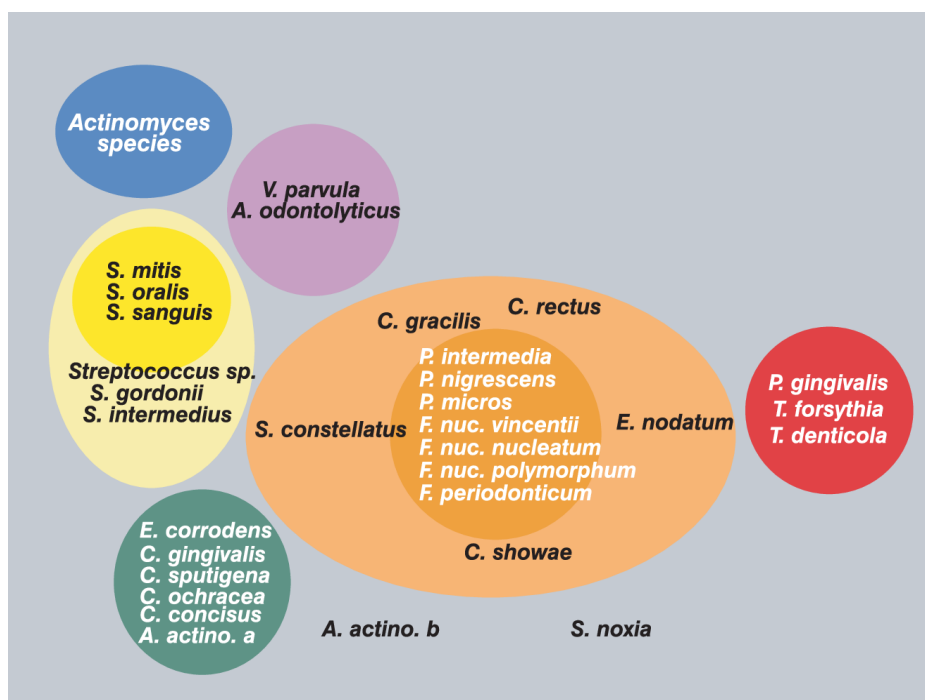 Actinomyces
species
V. parvula
A. odontolyticus
S. mitis
S. oralis
S. sanguis
Streptococcus sp.
S. gordonii
S. intermedius
C. gracilis
C. rectus
P. intermedia
P. nigrescens
P. micros
F. nuc. vincentii
F. nuc. nucleatum
F. nuc. polymorphum
F. periodonticum
S. constellatus
E. nodatum
C. showae
P. gingivalis
T. forsythia
T. denticola
E. corrodens
C. gingivalis
C. sputigena
C. ochracea
C. concisus
A. actino. a
A. actino. b
S. noxia